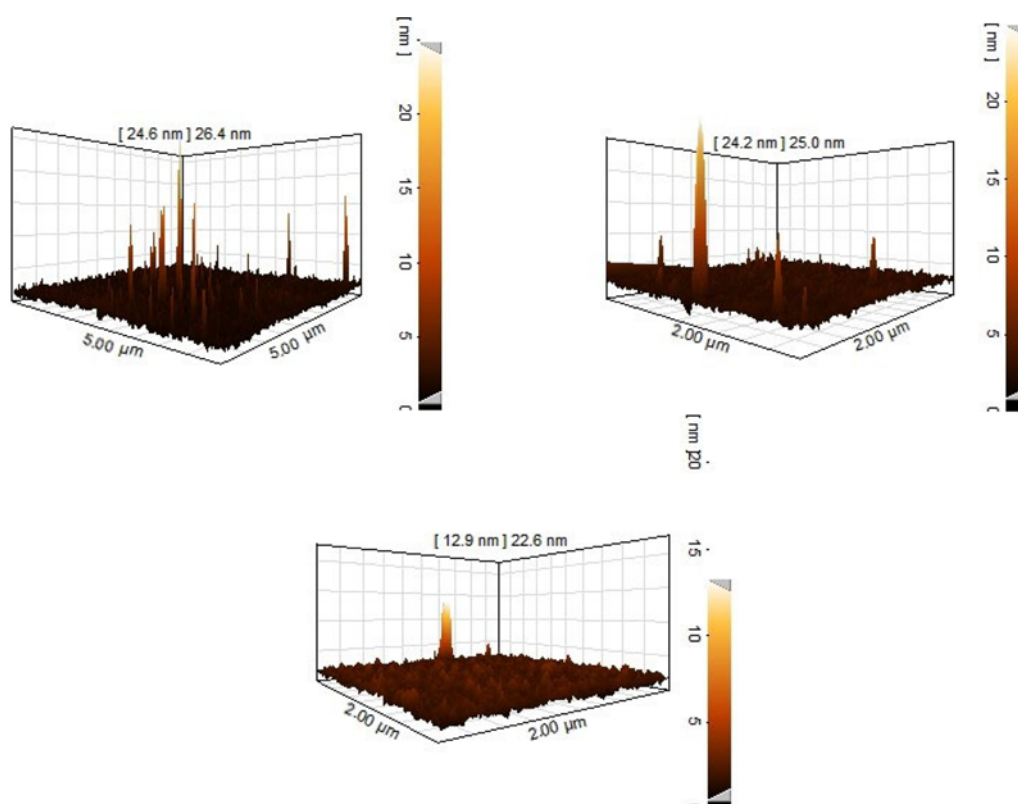 [ nm ]
20
15
10
5
0
[ 24.6 nm ] 26.4 nm
5.00 µm
5.00 µm
[ nm ]
20
15
10
5
0
[ 24.2 nm ] 25.0 nm
2.00 µm
2.00 µm
[ nm ]
20
15
10
5
[ 12.9 nm ] 22.6 nm
2.00 µm
2.00 µm